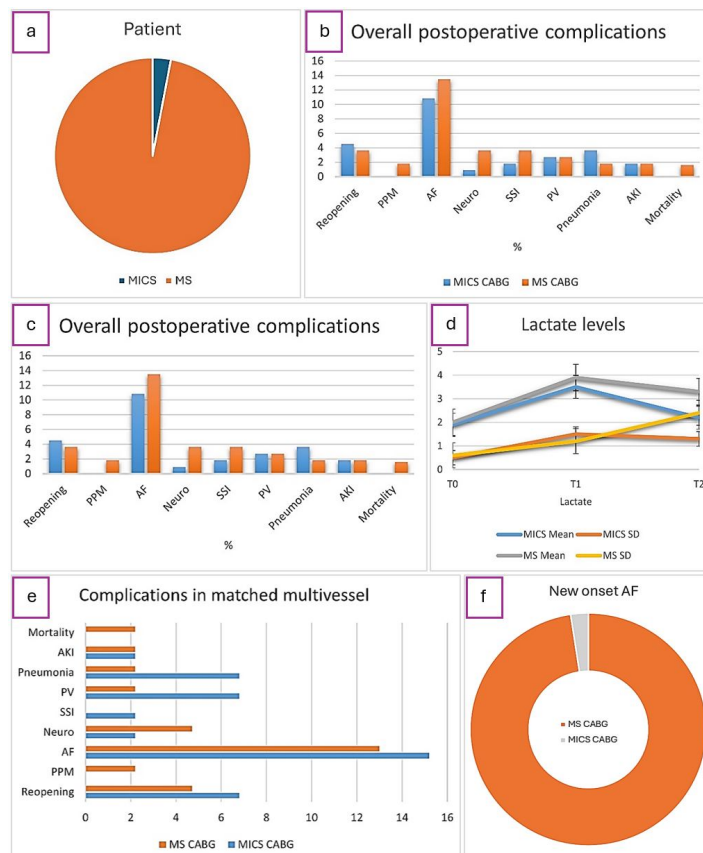 a
Patient
MICS MS
b
Overall postoperative complications
16
14
12
10
8
6
4
2
0
Reopening PPM AF Neuro SSI PV Pneumonia AKI Mortality
%
MICS CABG MS CABG
c
Overall postoperative complications
16
14
12
10
8
6
4
2
0
Reopening PPM AF Neuro SSI PV Pneumonia AKI Mortality
%
d
Lactate levels
5
4
3
2
1
0
T0 T1 T2
Lactate
MICS Mean MICS SD
MS Mean MS SD
e
Complications in matched multivessel
Mortality
AKI
Pneumonia
PV
SSI
Neuro
AF
PPM
Reopening
0 2 4 6 8 10 12 14 16
MS CABG MICS CABG
f
New onset AF
MS CABG
MICS CABG